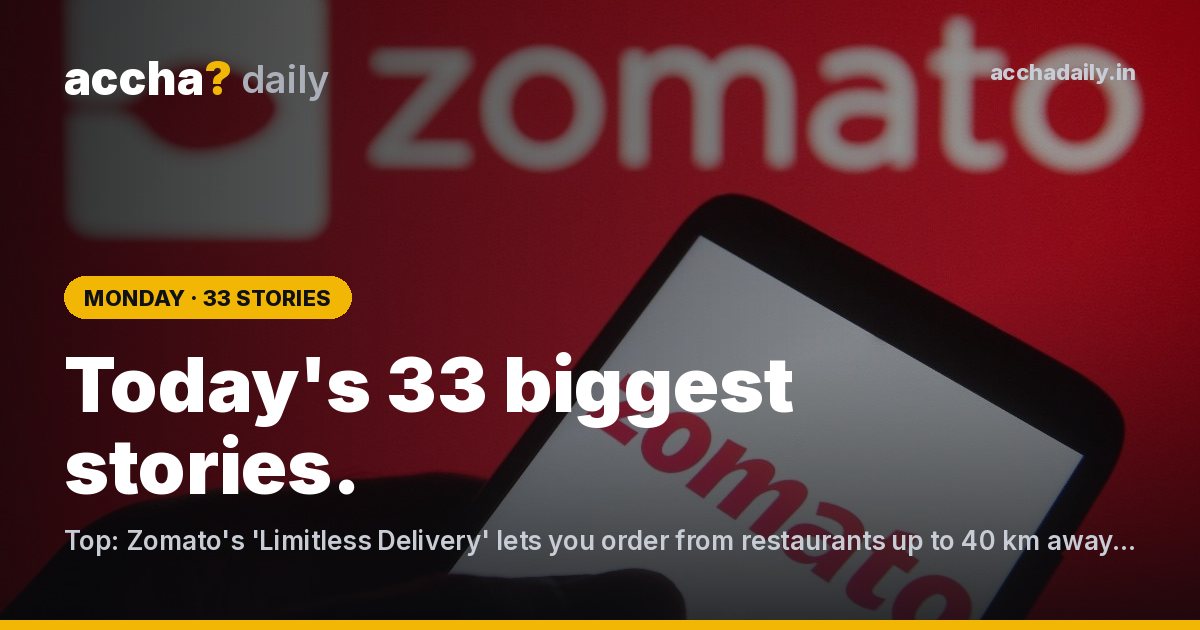 zomato
accha? daily
acchadaily.in
MONDAY · 33 STORIES
Today's 33 biggest
stories.
zomato
Top: Zomato's 'Limitless Delivery' lets you order from restaurants up to 40 km away...